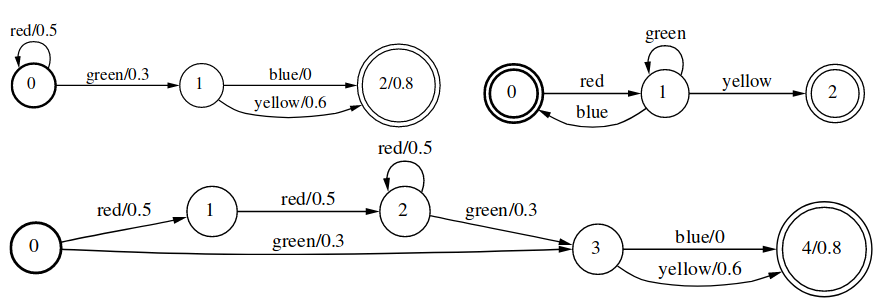 red/0.5
0
green/0.3
1
blue/0
yellow/0.6
2/0.8
0
red
blue
green
1
yellow
2
0
red/0.5
1
red/0.5
red/0.5
2
green/0.3
green/0.3
3
blue/0
yellow/0.6
4/0.8